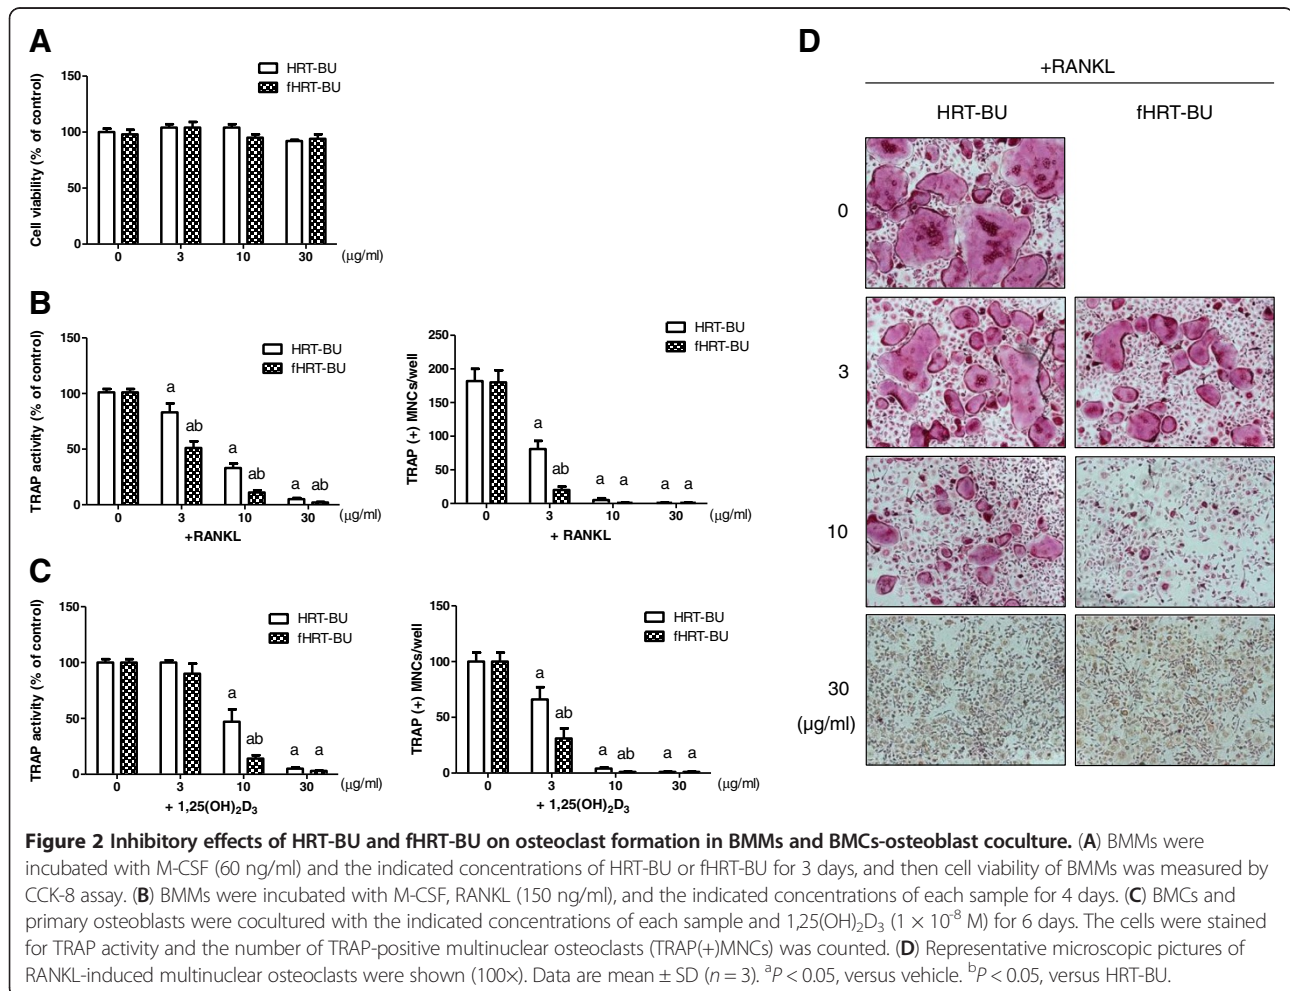 A
HRT-BU
fHRT-BU
Cell viability (% of control)
150
100
50
0
0 3 10 30 (μg/ml)
B
HRT-BU
fHRT-BU
TRAP activity (% of control)
150
100
50
0
a
ab
a
ab
a ab
0 3 10 30 (μg/ml)
+RANKL
HRT-BU
fHRT-BU
TRAP (+) MNCs/well
250
200
150
100
50
0
a
ab
a a
a a
0 3 10 30 (μg/ml)
+ RANKL
C
HRT-BU
fHRT-BU
TRAP activity (% of control)
150
100
50
0
a
ab
a a
0 3 10 30 (μg/ml)
+ 1,25(OH)₂D₃
HRT-BU
fHRT-BU
TRAP (+) MNCs/well
150
100
50
0
a
ab
a ab
a a
0 3 10 30 (μg/ml)
+ 1,25(OH)₂D₃
D
+RANKL
HRT-BU fHRT-BU
0
3
10
30
(μg/ml)
Figure 2 Inhibitory effects of HRT-BU and fHRT-BU on osteoclast formation in BMMs and BMCs-osteoblast coculture. (A) BMMs were
incubated with M-CSF (60 ng/ml) and the indicated concentrations of HRT-BU or fHRT-BU for 3 days, and then cell viability of BMMs was measured by
CCK-8 assay. (B) BMMs were incubated with M-CSF, RANKL (150 ng/ml), and the indicated concentrations of each sample for 4 days. (C) BMCs and
primary osteoblasts were cocultured with the indicated concentrations of each sample and 1,25(OH)₂D₃ (1 × 10⁻⁸ M) for 6 days. The cells were stained
for TRAP activity and the number of TRAP-positive multinuclear osteoclasts (TRAP(+)MNCs) was counted. (D) Representative microscopic pictures of
RANKL-induced multinuclear osteoclasts were shown (100×). Data are mean ± SD (n = 3). ᵃP < 0.05, versus vehicle. ᵇP < 0.05, versus HRT-BU.